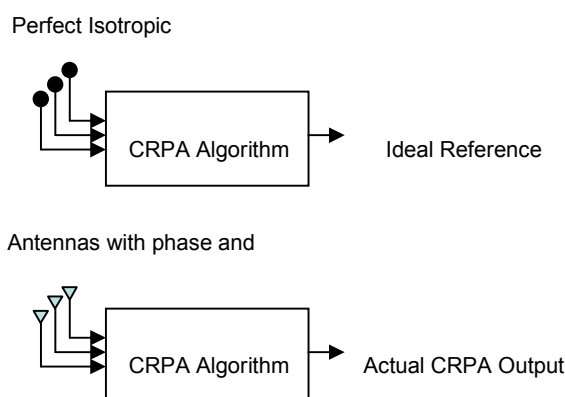 Perfect Isotropic
CRPA Algorithm
Ideal Reference
Antennas with phase and
CRPA Algorithm
Actual CRPA Output